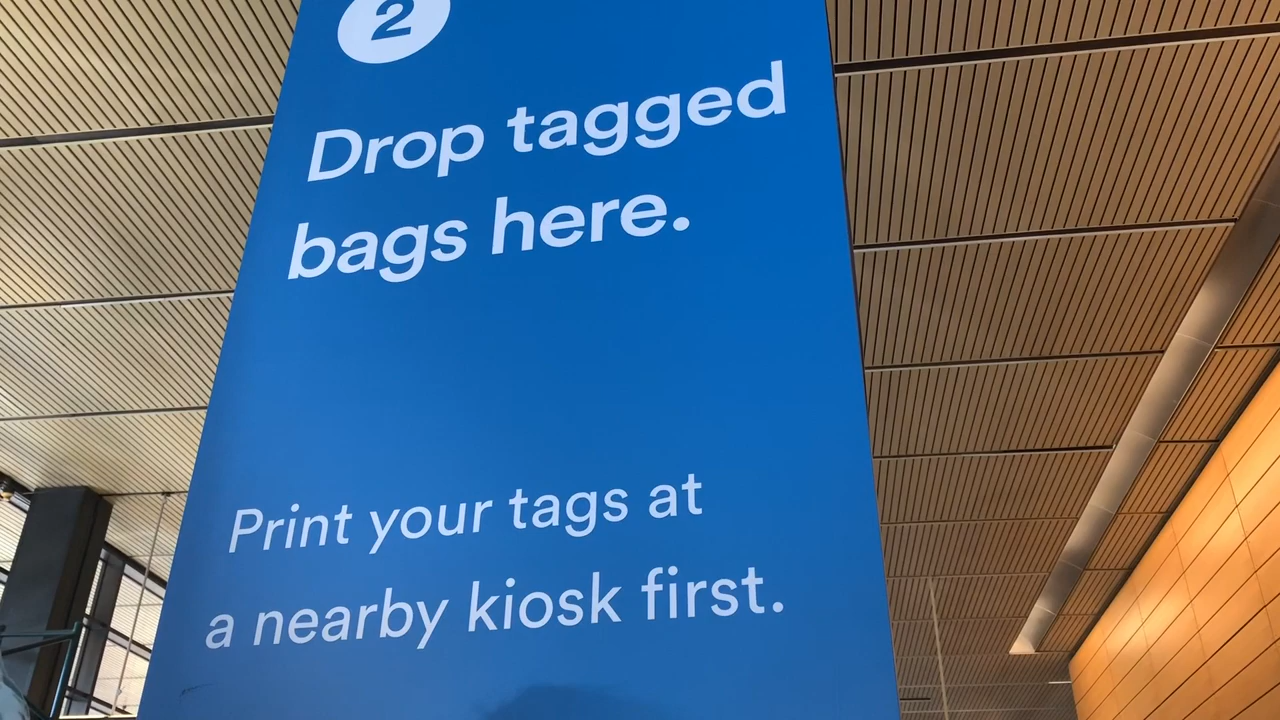 2
Drop tagged
bags here.
Print your tags at
a nearby kiosk first.